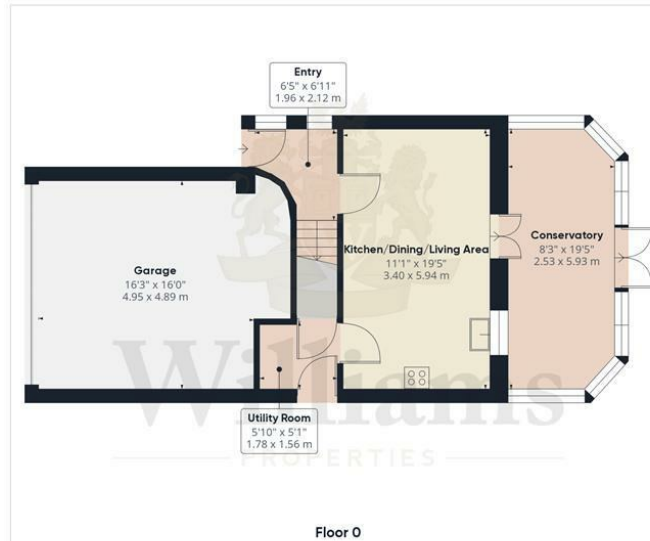 Entry
6'5" x 6'11"
1.96 x 2.12 m
Garage
16'3" x 16'0"
4.95 x 4.89 m
Kitchen/Dining/Living Area
11'1" x 19'5"
3.40 x 5.94 m
Conservatory
8'3" x 19'5"
2.53 x 5.93 m
Utility Room
5'10" x 5'1"
1.78 x 1.56 m
Williams
PROPERTIES
Floor 0